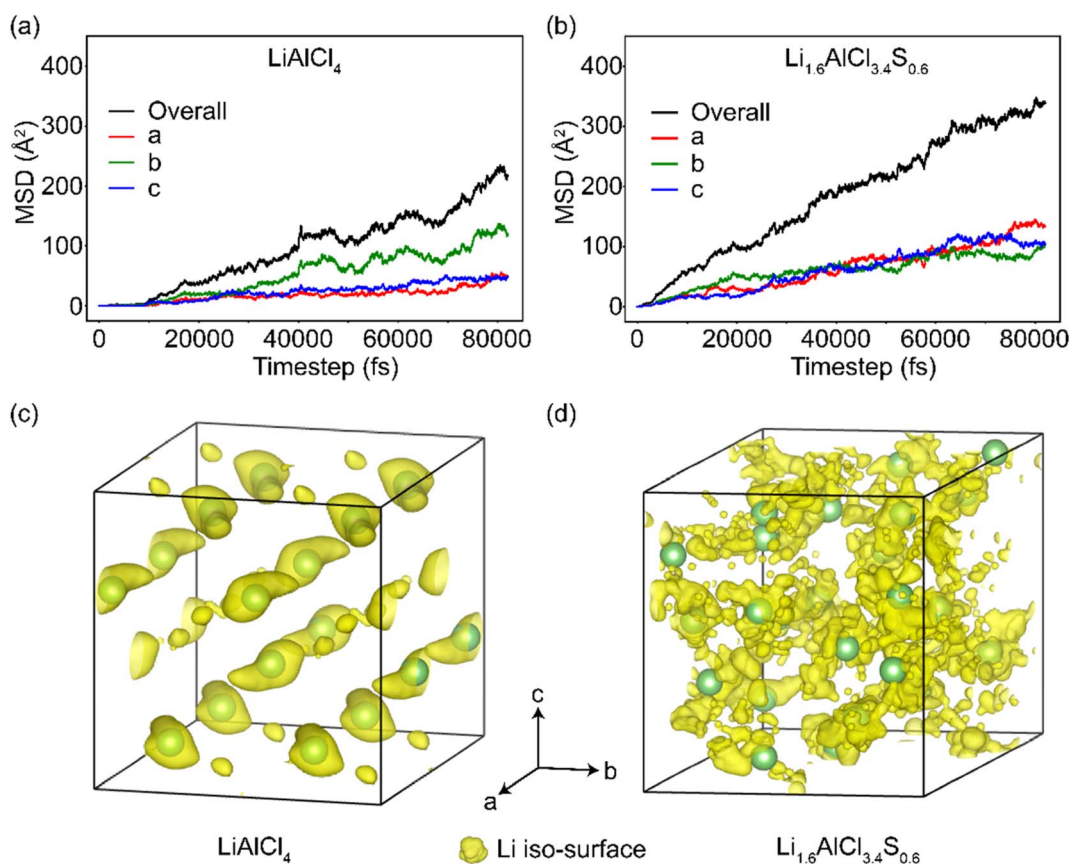 (a)
LiAlCl₄
400
300
200
100
0
MSD (Å²)
Overall
a
b
c
0 20000 40000 60000 80000
Timestep (fs)
(b)
Li₁.₆AlCl₃.₄S₀.₆
400
300
200
100
0
MSD (Å²)
Overall
a
b
c
0 20000 40000 60000 80000
Timestep (fs)
(c)
(d)
c
b
a
LiAlCl₄
Li iso-surface
Li₁.₆AlCl₃.₄S₀.₆